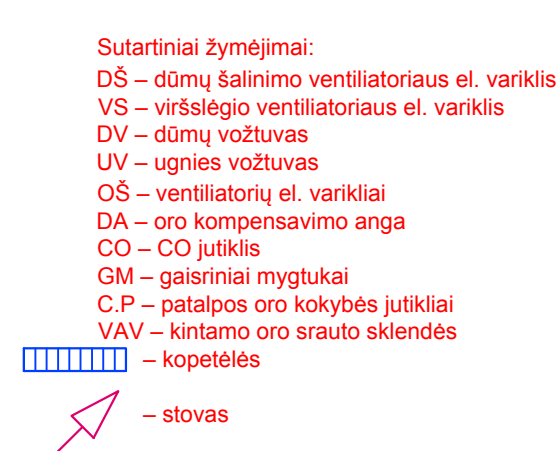 Sutartiniai žymėjimai:
DŠ – dūmų šalinimo ventiliatoriaus el. variklis
VS – viršslėgio ventiliatoriaus el. variklis
DV – dūmų vožtuvas
UV – ugnies vožtuvas
OŠ – ventiliatorių el. varikliai
DA – oro kompensavimo anga
CO – CO jutiklis
GM – gaisriniai mygtukai
C.P – patalpos oro kokybės jutikliai
VAV – kintamo oro srauto sklendės
– kopetėlės
– stovas